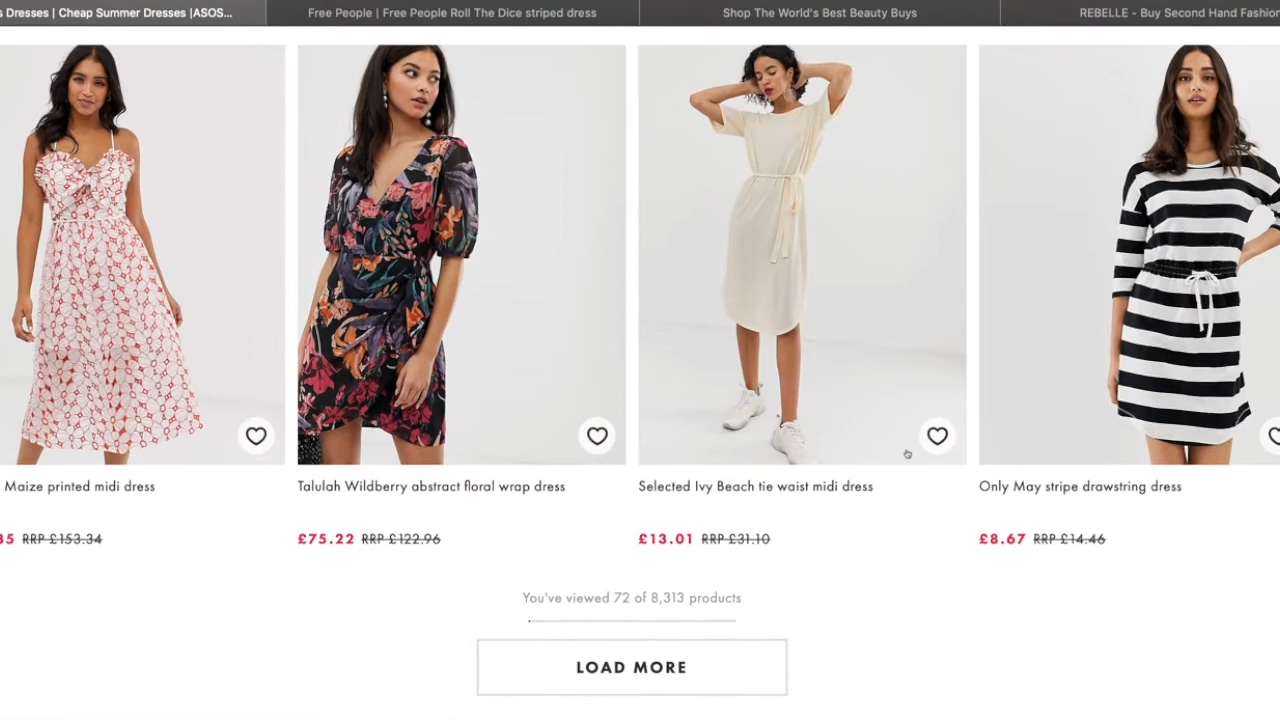 s Dresses | Cheap Summer Dresses |ASOS...
Free People | Free People Roll The Dice striped dress
Shop The World's Best Beauty Buys
REBELLE - Buy Second Hand Fashion
Maize printed midi dress
Talulah Wildberry abstract floral wrap dress
Selected Ivy Beach tie waist midi dress
Only May stripe drawstring dress
35 RRP £153.34
£75.22 RRP £122.96
£13.01 RRP £31.10
£8.67 RRP £14.46
You've viewed 72 of 8,313 products
LOAD MORE